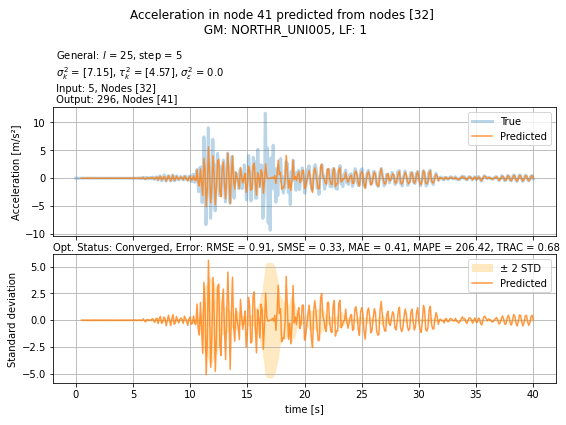 Acceleration in node 41 predicted from nodes [32]
GM: NORTHR_UNI005, LF: 1
General: l = 25, step = 5
σ²ₖ = [7.15], τ²ₖ = [4.57], σ²ε = 0.0
Input: 5, Nodes [32]
Output: 296, Nodes [41]
Acceleration [m/s²]
10
5
0
−5
−10
True
Predicted
Opt. Status: Converged, Error: RMSE = 0.91, SMSE = 0.33, MAE = 0.41, MAPE = 206.42, TRAC = 0.68
Standard deviation
5.0
2.5
0.0
−2.5
−5.0
± 2 STD
Predicted
0 5 10 15 20 25 30 35 40
time [s]